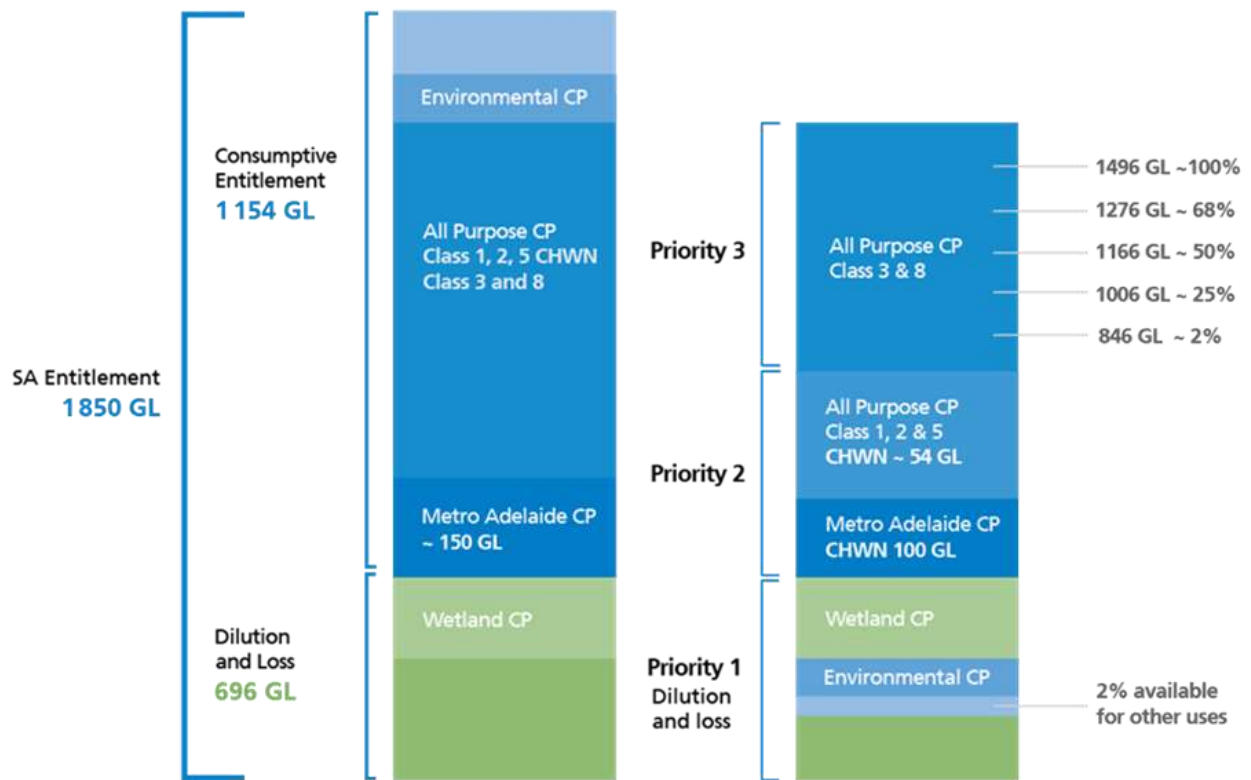 SA Entitlement
1850 GL
Consumptive
Entitlement
1154 GL
Dilution
and Loss
696 GL
Environmental CP
All Purpose CP
Class 1, 2, 5 CHWN
Class 3 and 8
Metro Adelaide CP
~ 150 GL
Wetland CP
Priority 3
Priority 2
Priority 1
Dilution
and loss
All Purpose CP
Class 3 & 8
All Purpose CP
Class 1, 2 & 5
CHWN ~ 54 GL
Metro Adelaide CP
CHWN 100 GL
Wetland CP
Environmental CP
1496 GL ~100%
1276 GL ~ 68%
1166 GL ~ 50%
1006 GL ~ 25%
846 GL ~ 2%
2% available
for other uses